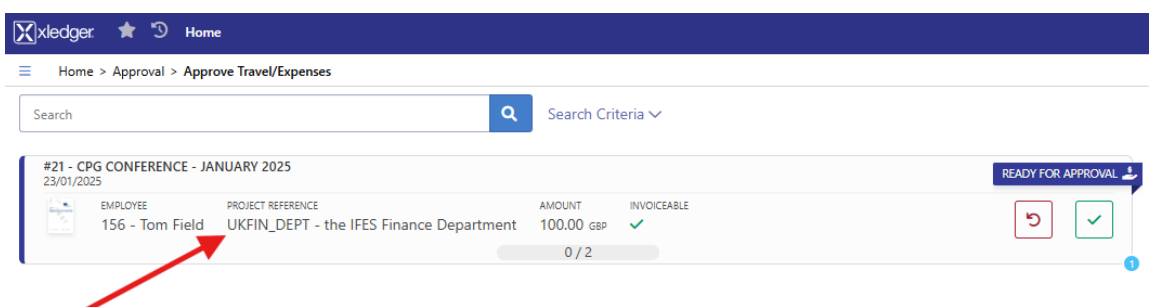 xledger Home
Home > Approval > Approve Travel/Expenses
Search Search Criteria
#21 - CPG CONFERENCE - JANUARY 2025
23/01/2025
READY FOR APPROVAL
EMPLOYEE PROJECT REFERENCE AMOUNT INVOICEABLE
156 - Tom Field UKFIN_DEPT - the IFES Finance Department 100.00 GBP
0 / 2
1